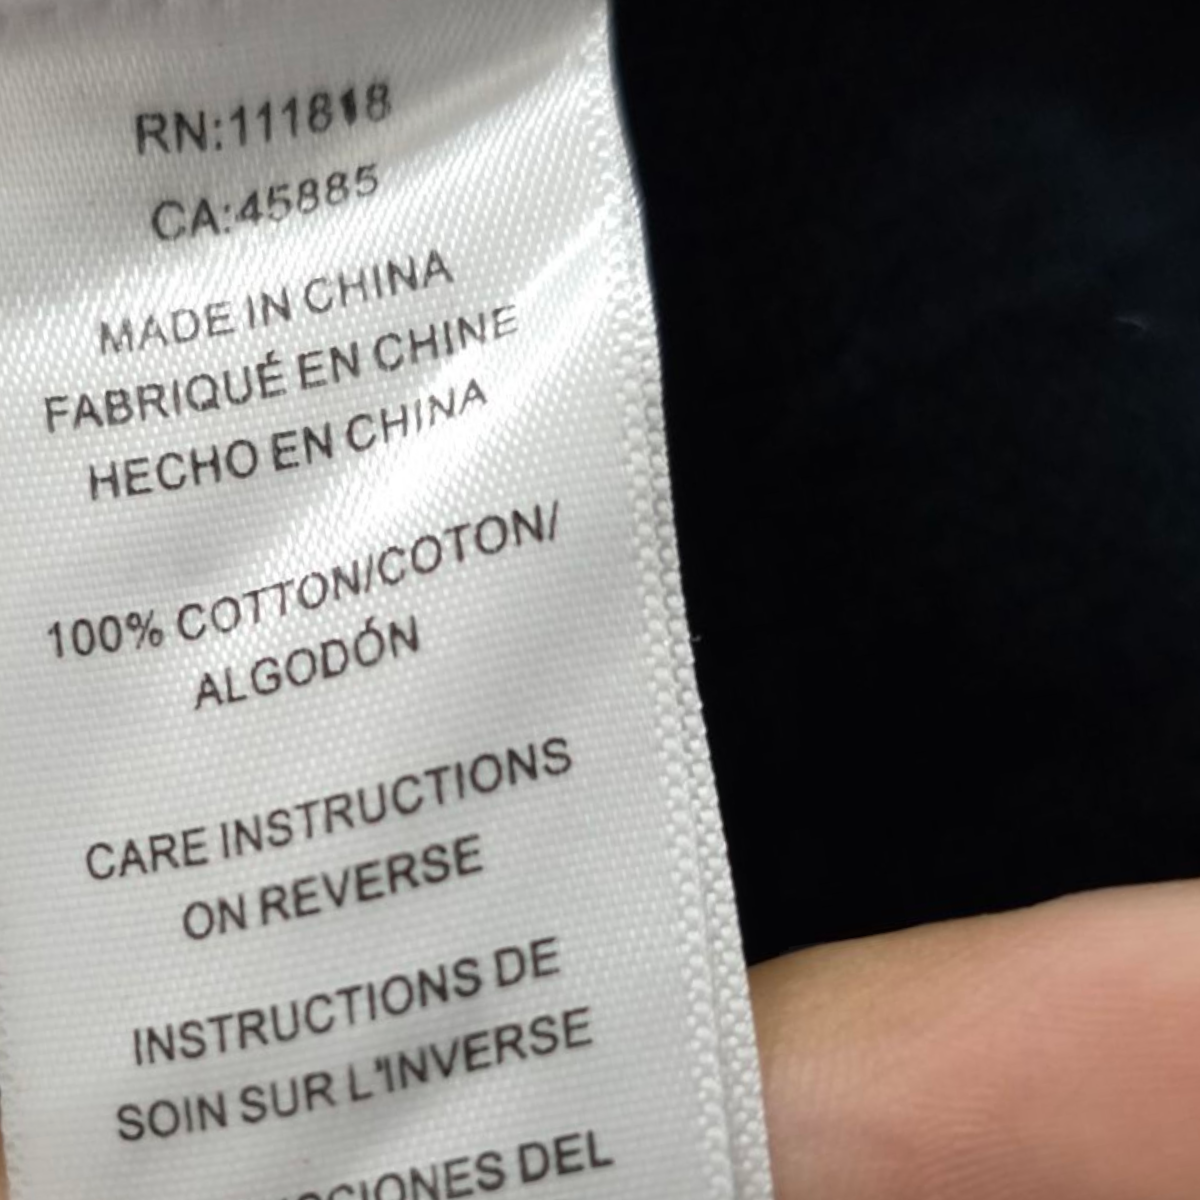 RN:111818
CA:45885
MADE IN CHINA
FABRIQUÉ EN CHINE
HECHO EN CHINA
100% COTTON/COTON/
ALGODÓN
CARE INSTRUCTIONS
ON REVERSE
INSTRUCTIONS DE
SOIN SUR L'INVERSE
DEL